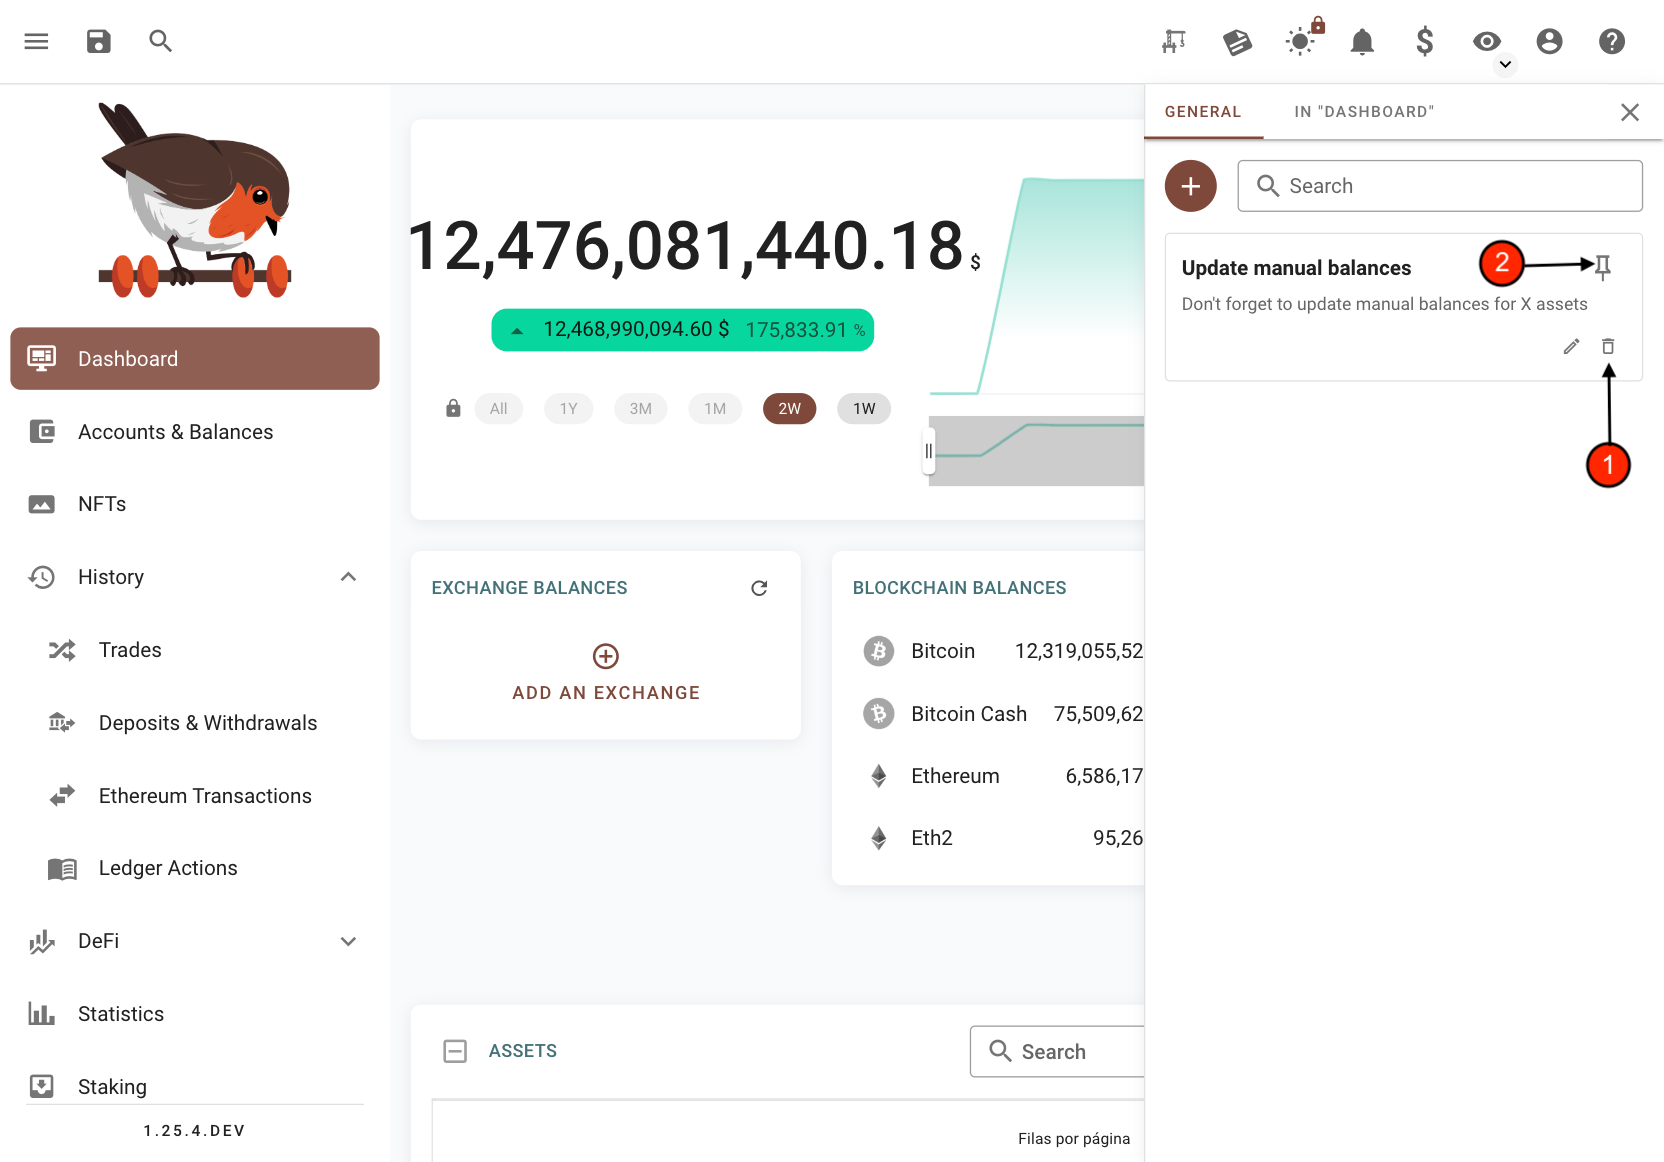 GENERAL
IN "DASHBOARD"
Search
Update manual balances
2
Don't forget to update manual balances for X assets
1
12,476,081,440.18 $
12,468,990,094.60 $ 175,833.91 %
All 1Y 3M 1M 2W 1W
Dashboard
Accounts & Balances
NFTs
History
Trades
Deposits & Withdrawals
Ethereum Transactions
Ledger Actions
DeFi
Statistics
Staking
1.25.4.DEV
EXCHANGE BALANCES
ADD AN EXCHANGE
BLOCKCHAIN BALANCES
Bitcoin 12,319,055,52
Bitcoin Cash 75,509,62
Ethereum 6,586,17
Eth2 95,26
ASSETS
Search
Filas por página